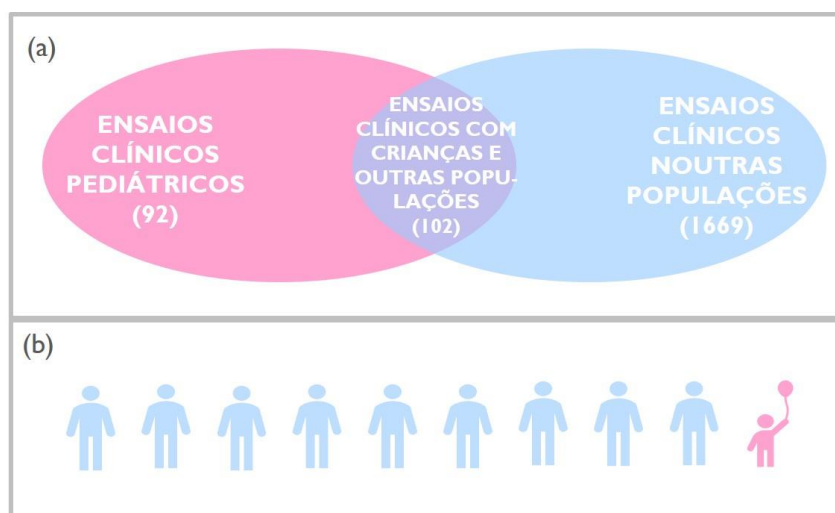 (a)
ENSAIOS
CLÍNICOS
PEDIÁTRICOS
(92)
ENSAIOS
CLÍNICOS COM
CRIANÇAS E
OUTRAS POPU-
LAÇÕES
(102)
ENSAIOS
CLÍNICOS
NOUTRAS
POPULAÇÕES
(1669)
(b)